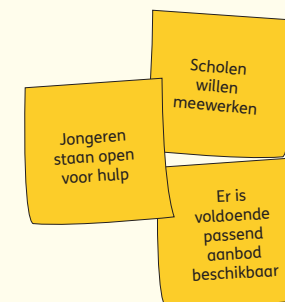 Scholen
willen
meewerken
Jongeren
staan open
voor hulp
Er is
voldoende
passend
aanbod
beschikbaar